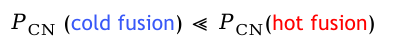 P_CN (cold fusion) ≪ P_CN(hot fusion)